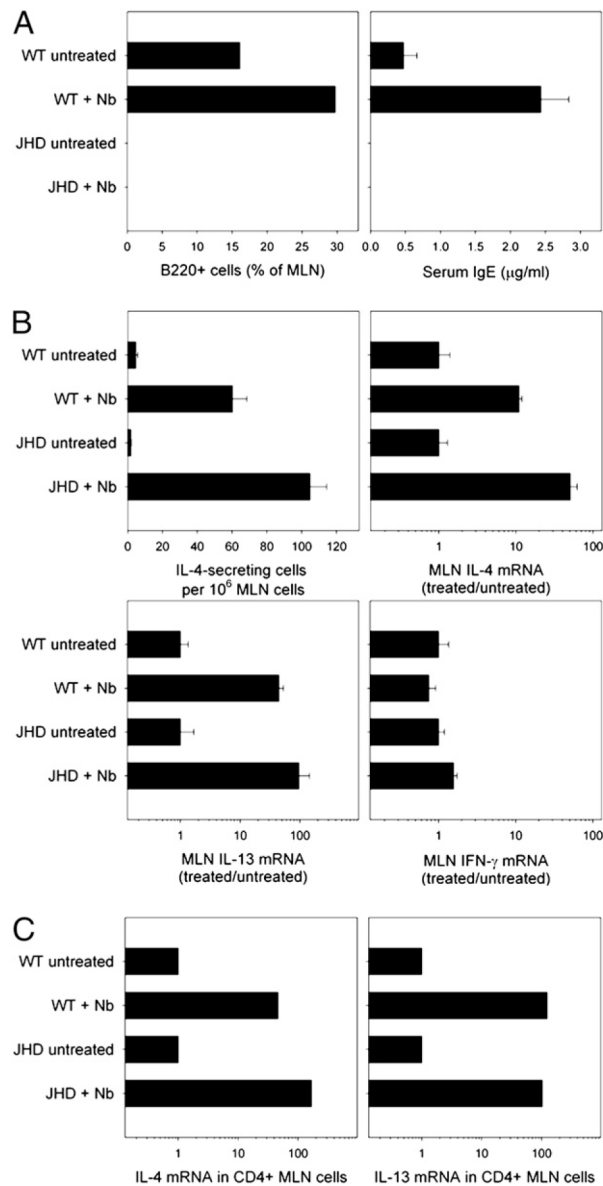 A
WT untreated
WT + Nb
JHD untreated
JHD + Nb
0 5 10 15 20 25 30
0.0 0.5 1.0 1.5 2.0 2.5 3.0
B220+ cells (% of MLN)
Serum IgE (μg/ml)
B
WT untreated
WT + Nb
JHD untreated
JHD + Nb
0 20 40 60 80 100 120
1 10 100
IL-4-secreting cells
per 10⁶ MLN cells
MLN IL-4 mRNA
(treated/untreated)
WT untreated
WT + Nb
JHD untreated
JHD + Nb
1 10 100
1 10 100
MLN IL-13 mRNA
(treated/untreated)
MLN IFN-γ mRNA
(treated/untreated)
C
WT untreated
WT + Nb
JHD untreated
JHD + Nb
1 10 100
1 10 100
IL-4 mRNA in CD4+ MLN cells
IL-13 mRNA in CD4+ MLN cells